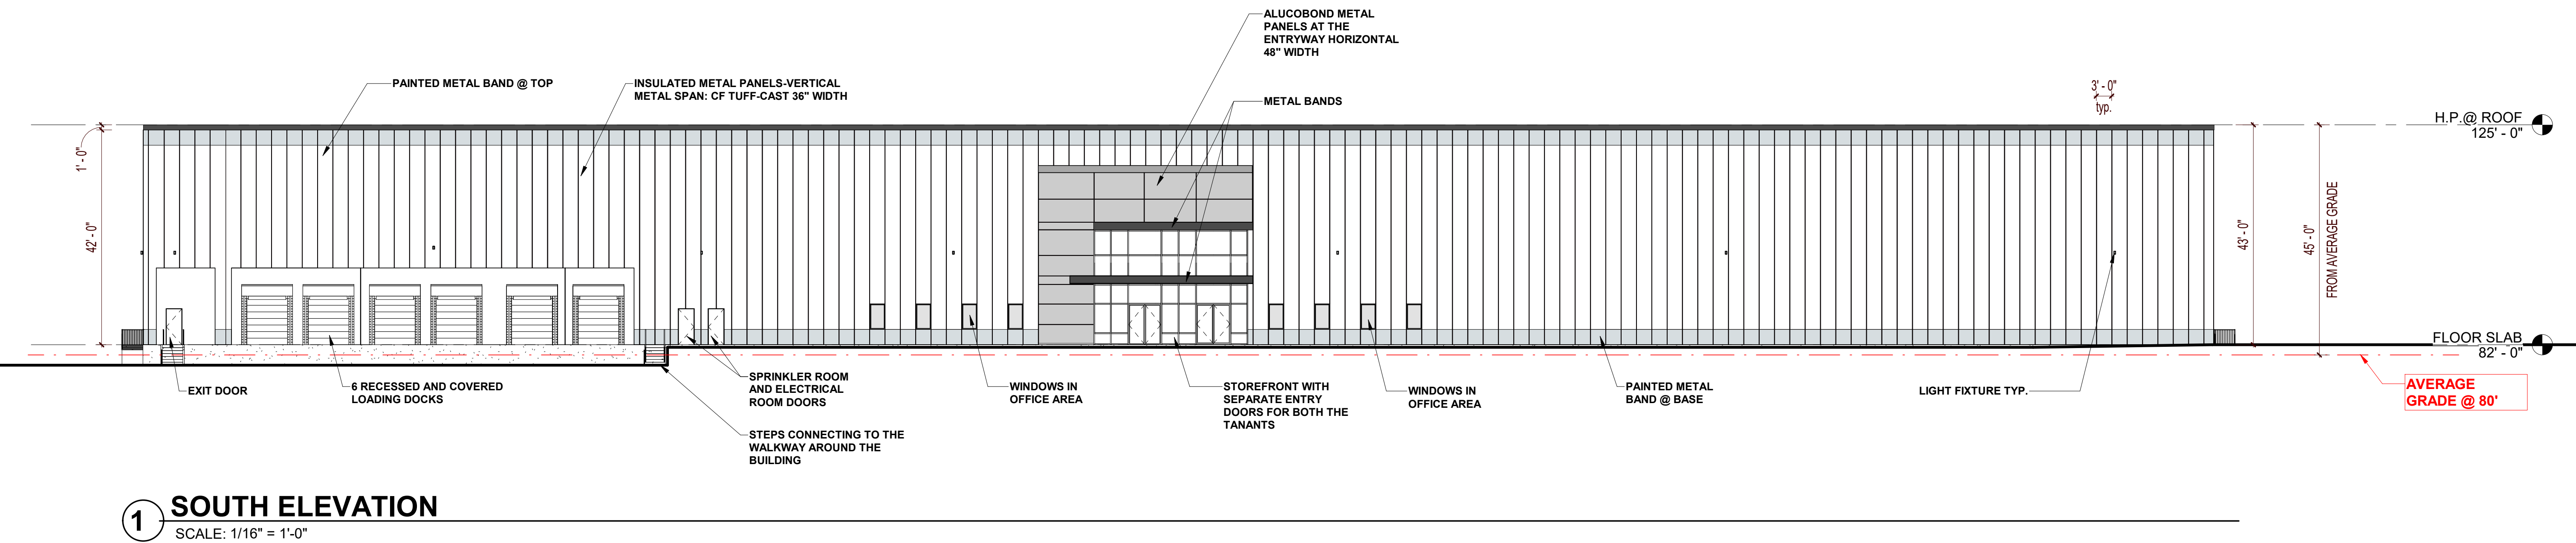 ALUCOBOND METAL
PANELS AT THE
ENTRYWAY HORIZONTAL
48" WIDTH
PAINTED METAL BAND @ TOP
INSULATED METAL PANELS-VERTICAL
METAL SPAN: CF TUFF-CAST 36" WIDTH
METAL BANDS
3' - 0"
typ.
H.P.@ ROOF
125' - 0"
1' - 0"
42' - 0"
43' - 0"
45' - 0"
FROM AVERAGE GRADE
FLOOR SLAB
82' - 0"
EXIT DOOR
6 RECESSED AND COVERED
LOADING DOCKS
SPRINKLER ROOM
AND ELECTRICAL
ROOM DOORS
STEPS CONNECTING TO THE
WALKWAY AROUND THE
BUILDING
WINDOWS IN
OFFICE AREA
STOREFRONT WITH
SEPARATE ENTRY
DOORS FOR BOTH THE
TANANTS
WINDOWS IN
OFFICE AREA
PAINTED METAL
BAND @ BASE
LIGHT FIXTURE TYP.
AVERAGE
GRADE @ 80'
1
SOUTH ELEVATION
SCALE: 1/16" = 1'-0"